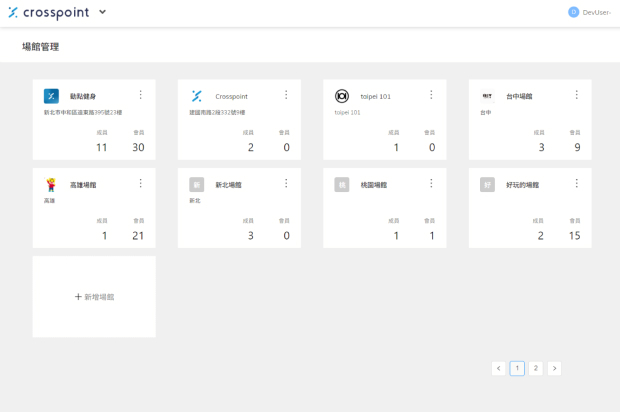 crosspoint
D DevUser-
場館管理
動點健身
新北市中和區遠東路395號23樓
成員 會員
11 30
Crosspoint
建國南路2段332號9樓
成員 會員
2 0
taipei 101
taipei 101
成員 會員
1 0
台中場館
台中
成員 會員
3 9
高雄場館
高雄
成員 會員
1 21
新 新北場館
新北
成員 會員
3 0
桃 桃園場館
成員 會員
1 1
好 好玩的場館
成員 會員
2 15
+ 新增場館
< 1 2 >